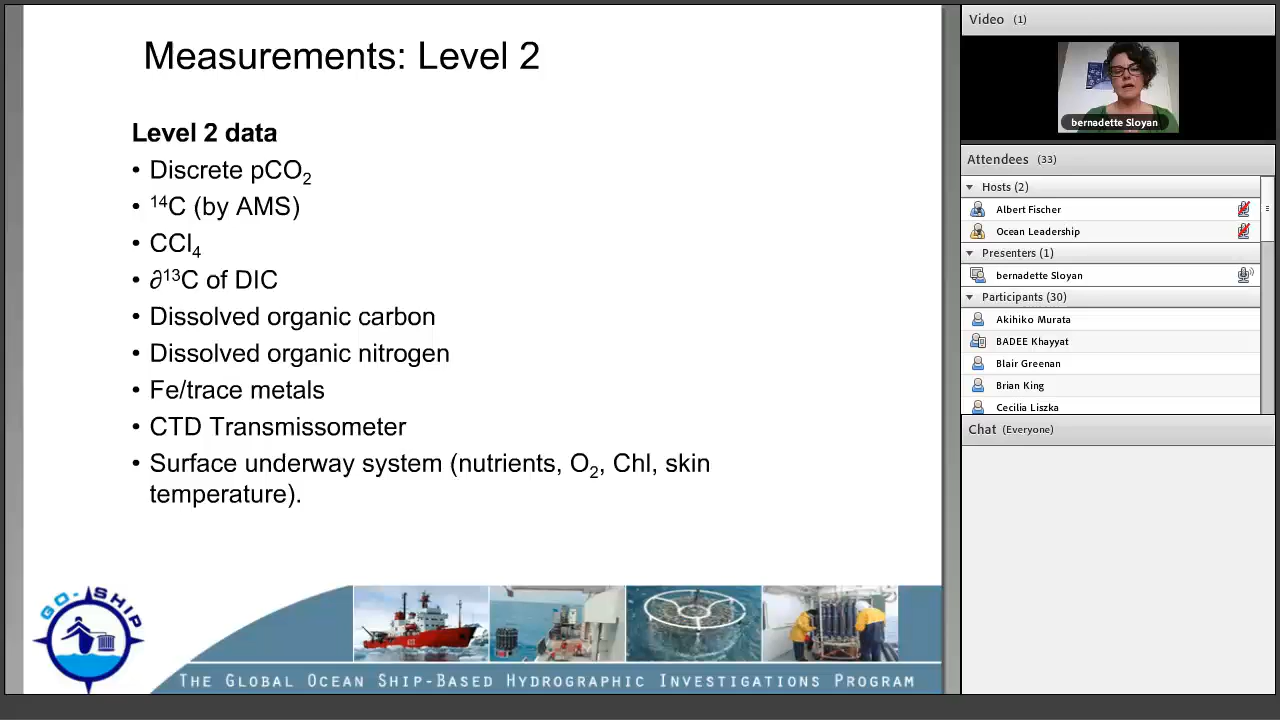 Measurements: Level 2
Level 2 data
• Discrete pCO₂
• ¹⁴C (by AMS)
• CCl₄
• ∂¹³C of DIC
• Dissolved organic carbon
• Dissolved organic nitrogen
• Fe/trace metals
• CTD Transmissometer
• Surface underway system (nutrients, O₂, Chl, skin
temperature).
GO-SHIP
THE GLOBAL OCEAN SHIP-BASED HYDROGRAPHIC INVESTIGATIONS PROGRAM
Video (1)
bernadette Sloyan
Attendees (33)
Hosts (2)
Albert Fischer
Ocean Leadership
Presenters (1)
bernadette Sloyan
Participants (30)
Akihiko Murata
BADEE Khayyat
Blair Greenan
Brian King
Cecilia Liszka
Chat (Everyone)